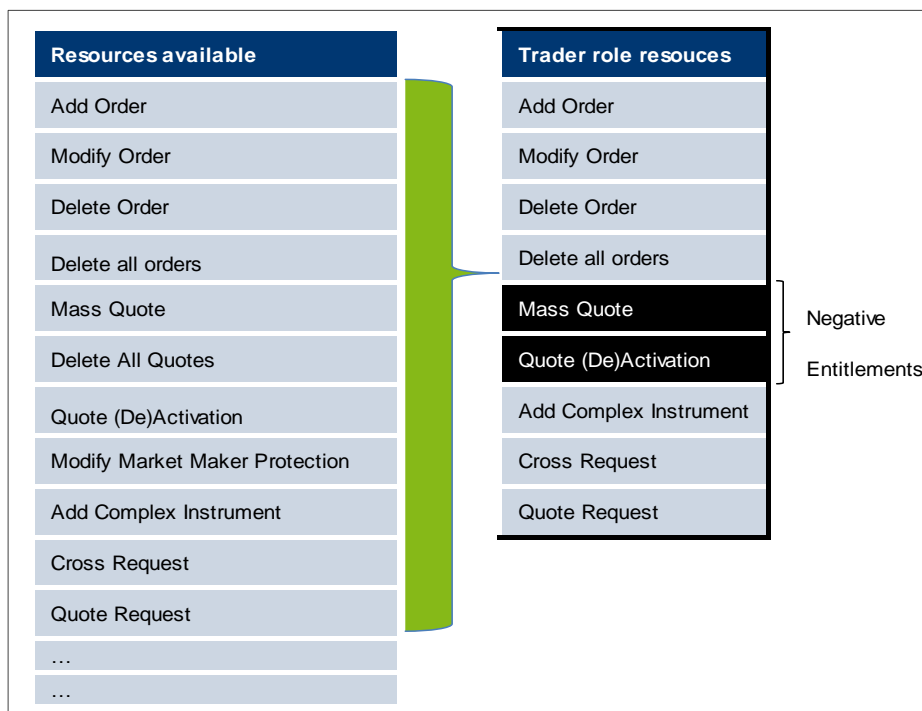 Resources available
Add Order
Modify Order
Delete Order
Delete all orders
Mass Quote
Delete All Quotes
Quote (De)Activation
Modify Market Maker Protection
Add Complex Instrument
Cross Request
Quote Request
…
…
Trader role resouces
Add Order
Modify Order
Delete Order
Delete all orders
Mass Quote
Quote (De)Activation
Add Complex Instrument
Cross Request
Quote Request
Negative
Entitlements